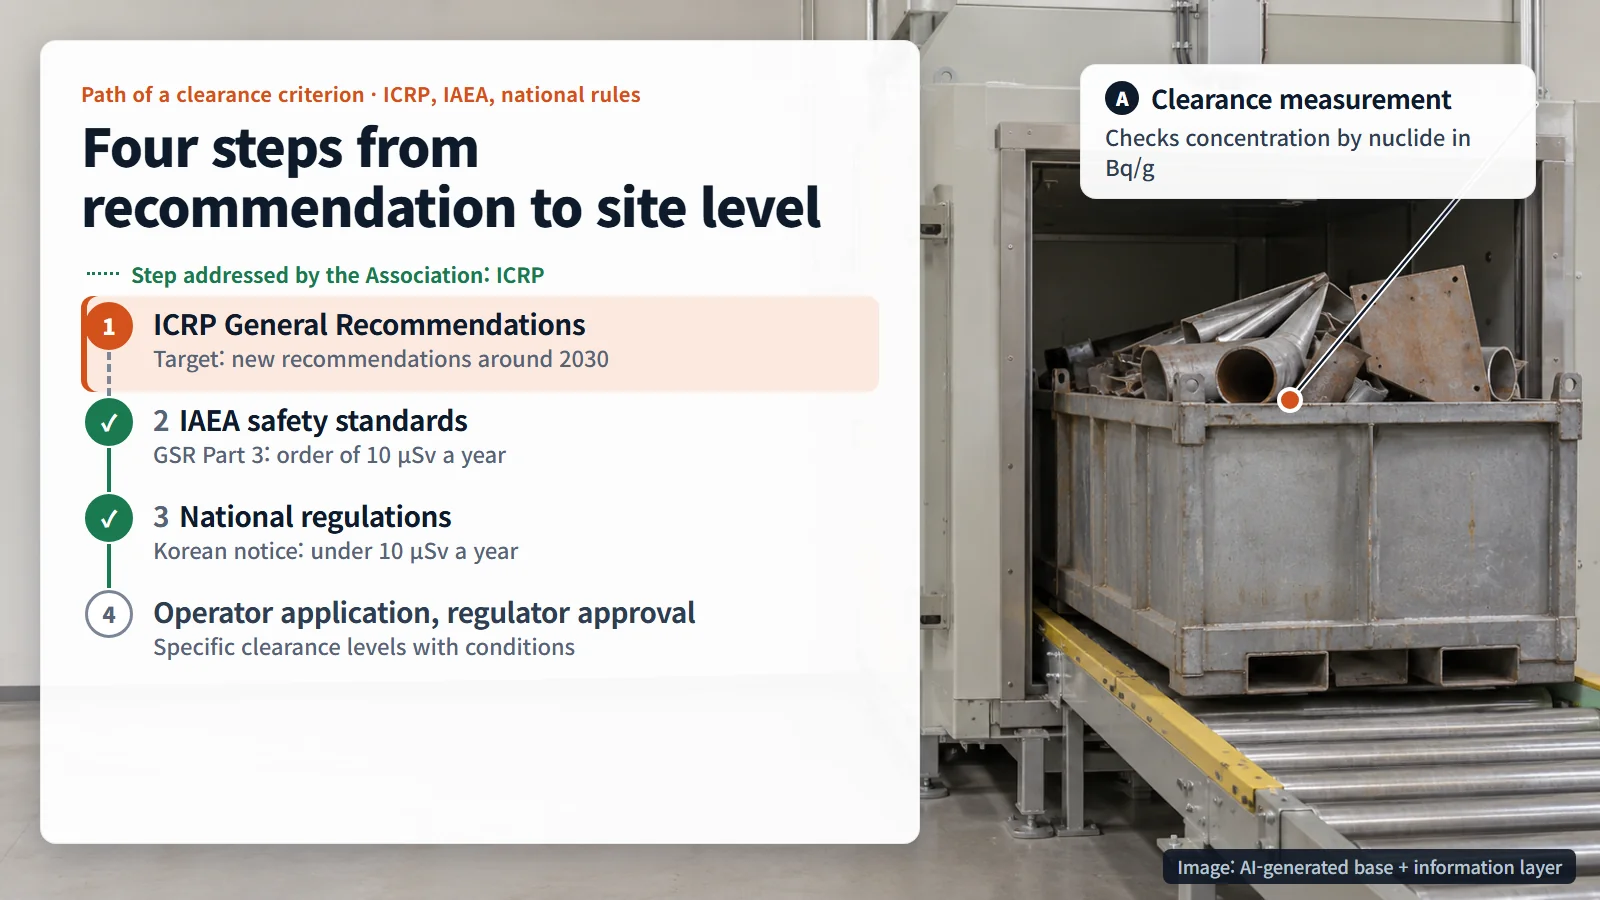 Path of a clearance criterion · ICRP, IAEA, national rules
Four steps from
recommendation to site level
Step addressed by the Association: ICRP
1 ICRP General Recommendations
Target: new recommendations around 2030
✓ 2 IAEA safety standards
GSR Part 3: order of 10 µSv a year
✓ 3 National regulations
Korean notice: under 10 µSv a year
4 Operator application, regulator approval
Specific clearance levels with conditions
A Clearance measurement
Checks concentration by nuclide in
Bq/g
Image: AI-generated base + information layer